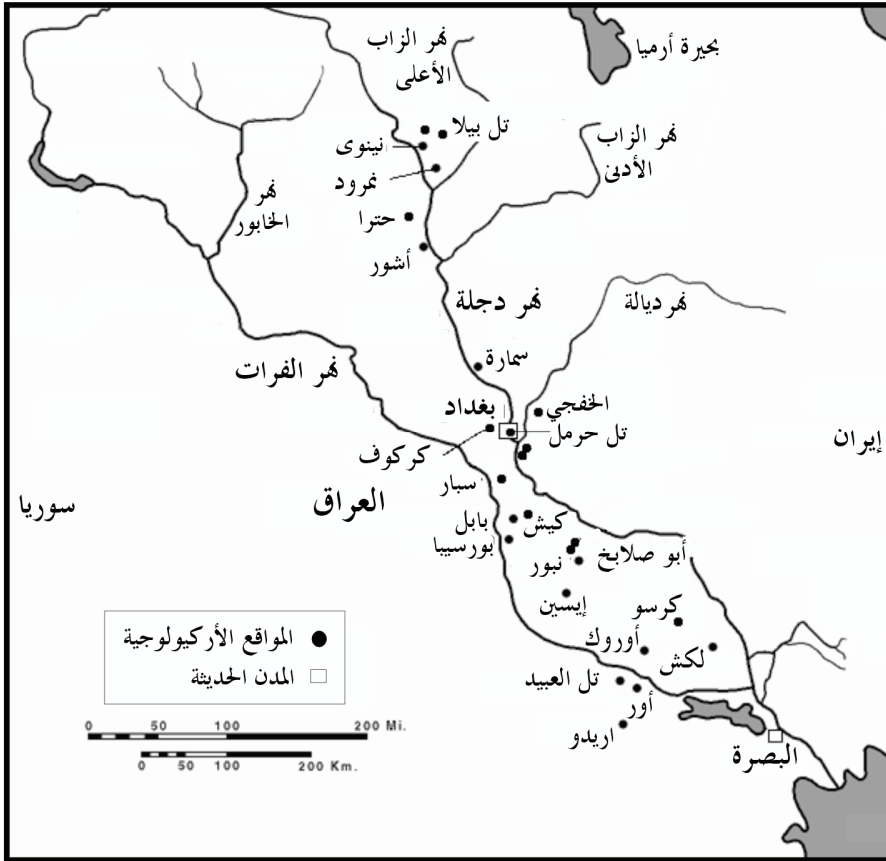 نهر الزاب
الأعلى
بحيرة أرميا
تل بيلا
نهر الزاب
الأدنى
نينوى
نمرود
نهر
الخابور
حترا
أشور
نهر دجلة
نهر ديالة
سمارة
نهر الفرات
بغداد
الخفجي
تل حرمل
إيران
كركوف
سبار
سوريا
العراق
بابل
كيش
بورسيبا
أبو صلابخ
نبور
إيسين
كرسو
أوروك
لكش
تل العبيد
أور
اريدو
البصرة
المواقع الأركيولوجية
المدن الحديثة
0 50 100 200 Mi.
0 50 100 200 Km.